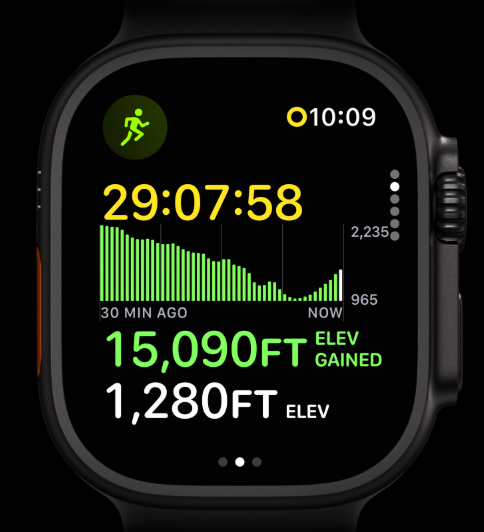 10:09
29:07:58
2,235
965
30 MIN AGO NOW
15,090FT ELEV GAINED
1,280FT ELEV